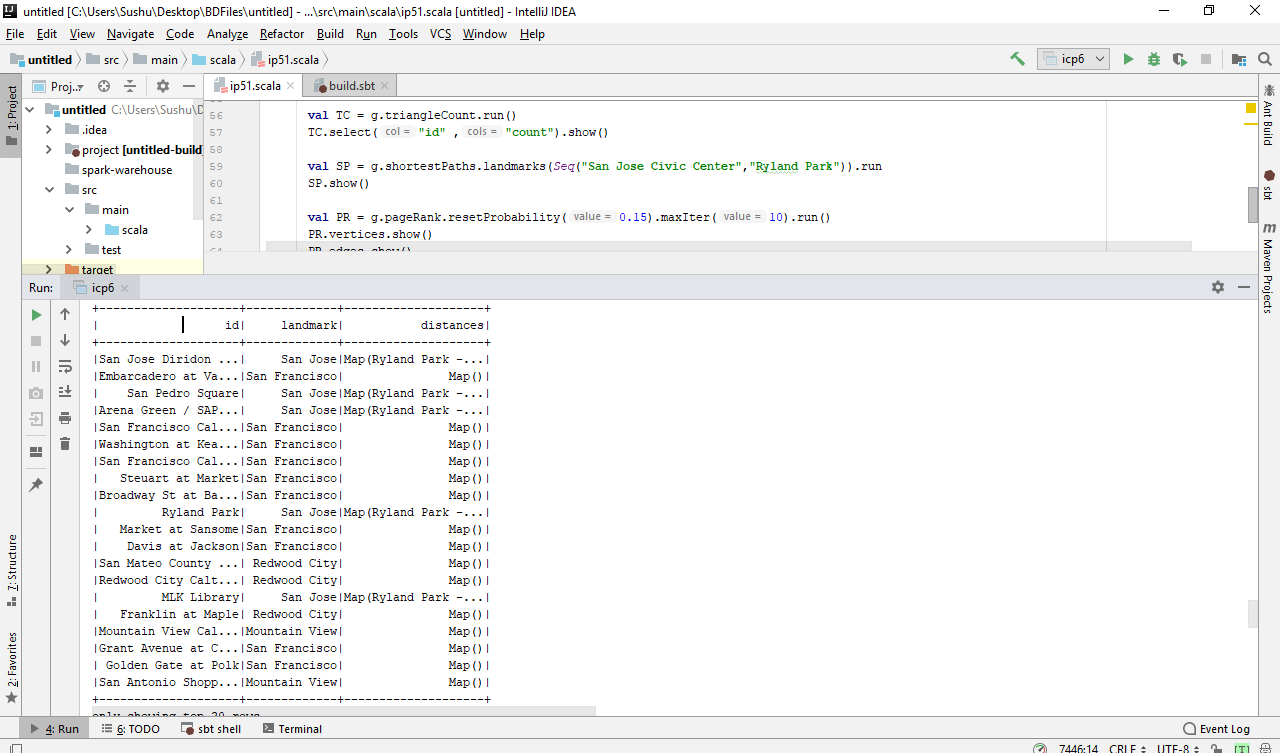 untitled [C:\Users\Sushu\Desktop\BDFiles\untitled] - ...\src\main\scala\ip51.scala [untitled] - IntelliJ IDEA
File Edit View Navigate Code Analyze Refactor Build Run Tools VCS Window Help
untitled src main scala ip51.scala icp6
1: Project Proj.. ip51.scala build.sbt
untitled C:\Users\Sushu\D
.idea
project [untitled-build]
spark-warehouse
src
main
scala
test
target
56 val TC = g.triangleCount.run()
57 TC.select( col = "id" , cols = "count").show()
58
59 val SP = g.shortestPaths.landmarks(Seq("San Jose Civic Center","Ryland Park")).run
60 SP.show()
61
62 val PR = g.pageRank.resetProbability( value = 0.15).maxIter( value = 10).run()
63 PR.vertices.show()
64 PR.edges.show()
Ant Build
sbt
Maven Projects
Run: icp6
+--------------------+-------------+--------------------+
| id| landmark| distances|
+--------------------+-------------+--------------------+
|San Jose Diridon ...| San Jose|Map(Ryland Park -...|
|Embarcadero at Va...|San Francisco| Map()|
| San Pedro Square| San Jose|Map(Ryland Park -...|
|Arena Green / SAP...| San Jose|Map(Ryland Park -...|
|San Francisco Cal...|San Francisco| Map()|
|Washington at Kea...|San Francisco| Map()|
|San Francisco Cal...|San Francisco| Map()|
| Steuart at Market|San Francisco| Map()|
|Broadway St at Ba...|San Francisco| Map()|
| Ryland Park| San Jose|Map(Ryland Park -...|
| Market at Sansome|San Francisco| Map()|
| Davis at Jackson|San Francisco| Map()|
|San Mateo County ...| Redwood City| Map()|
|Redwood City Calt...| Redwood City| Map()|
| MLK Library| San Jose|Map(Ryland Park -...|
| Franklin at Maple| Redwood City| Map()|
|Mountain View Cal...|Mountain View| Map()|
|Grant Avenue at C...|San Francisco| Map()|
| Golden Gate at Polk|San Francisco| Map()|
|San Antonio Shopp...|Mountain View| Map()|
+--------------------+-------------+--------------------+
only showing top 20 rows
7: Structure
2: Favorites
4: Run 6: TODO sbt shell Terminal Event Log
7446:14 CRLF UTF-8 [T]